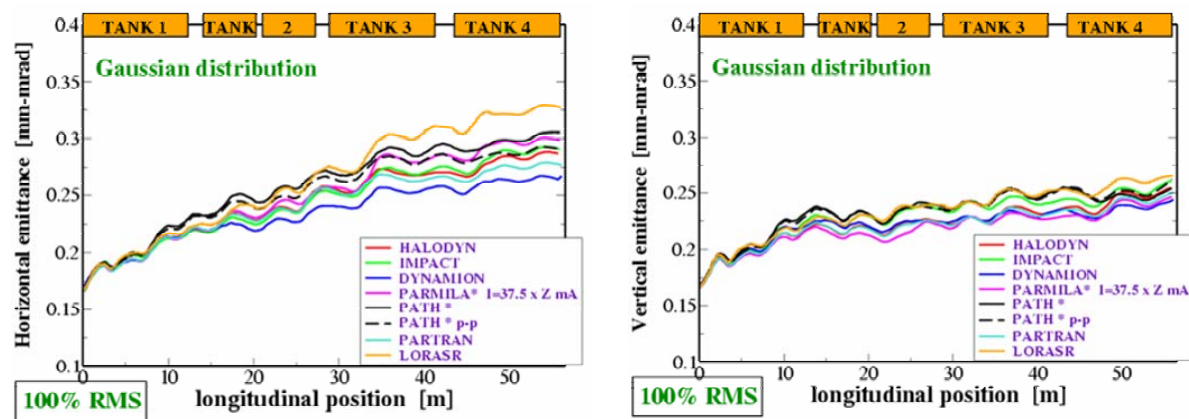 0.4
TANK 1 TANK 2 TANK 3 TANK 4
Gaussian distribution
0.35
0.3
0.25
0.2
0.15
0.1
Horizontal emittance [mm-mrad]
HALODYN
IMPACT
DYNAMION
PARMILA* I=37.5 x Z mA
PATH *
PATH * p-p
PARTRAN
LORASR
0 10 20 30 40 50
longitudinal position [m]
100% RMS
0.4
TANK 1 TANK 2 TANK 3 TANK 4
Gaussian distribution
0.35
0.3
0.25
0.2
0.15
0.1
Vertical emittance [mm-mrad]
HALODYN
IMPACT
DYNAMION
PARMILA* I=37.5 x Z mA
PATH *
PATH * p-p
PARTRAN
LORASR
0 10 20 30 40 50
longitudinal position [m]
100% RMS